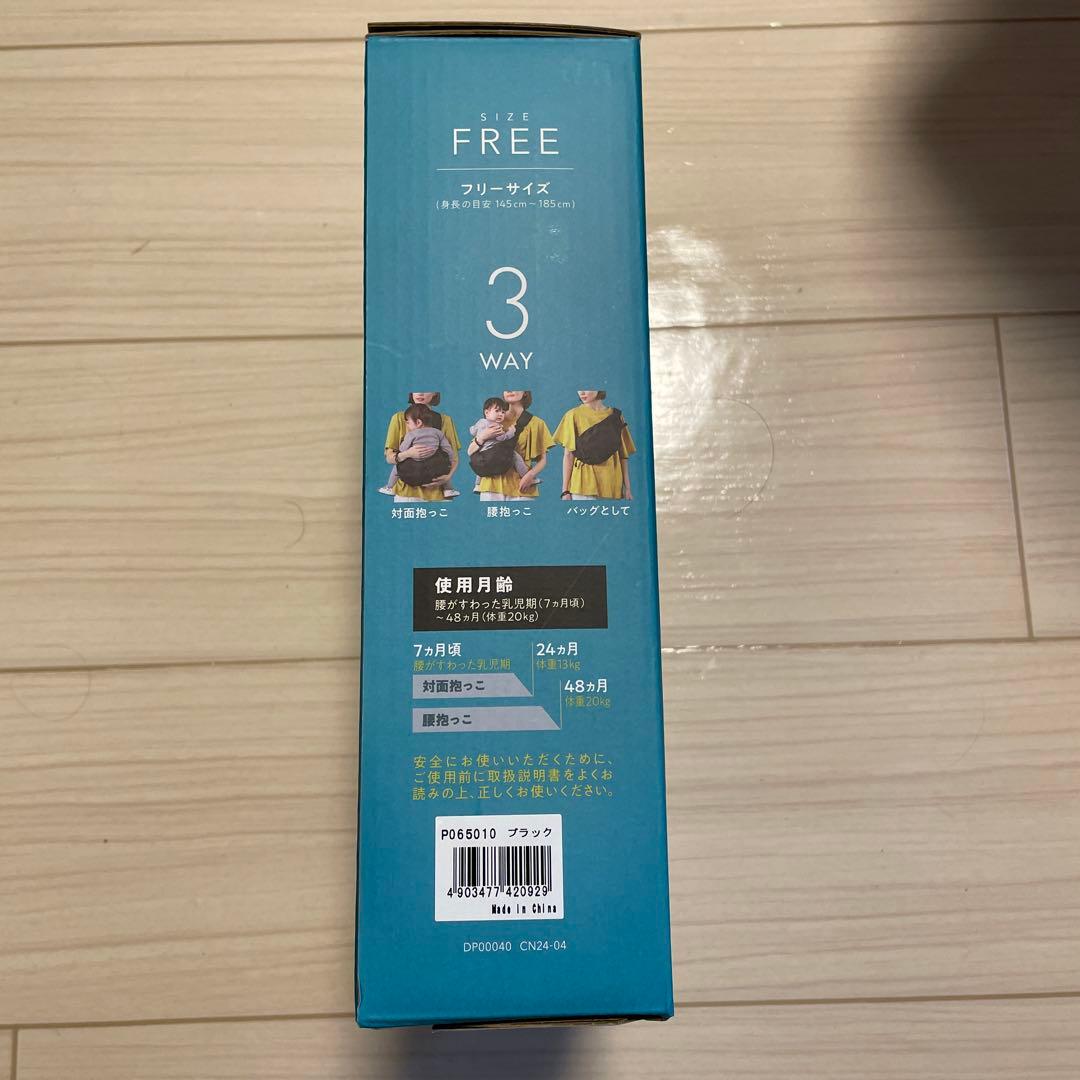 SIZE
FREE
フリーサイズ
(身長の目安 145cm～185cm)
3
WAY
対面抱っこ 腰抱っこ バッグとして
使用月齢
腰がすわった乳児期(7ヵ月頃)
～48ヵ月(体重20kg)
7ヵ月頃 24ヵ月
腰がすわった乳児期 体重13kg
対面抱っこ 48ヵ月
体重20kg
腰抱っこ
安全にお使いいただくために、
ご使用前に取扱説明書をよくお
読みの上、正しくお使いください。
P065010 ブラック
4 903477 420929
Made in China
DP00040 CN24-04